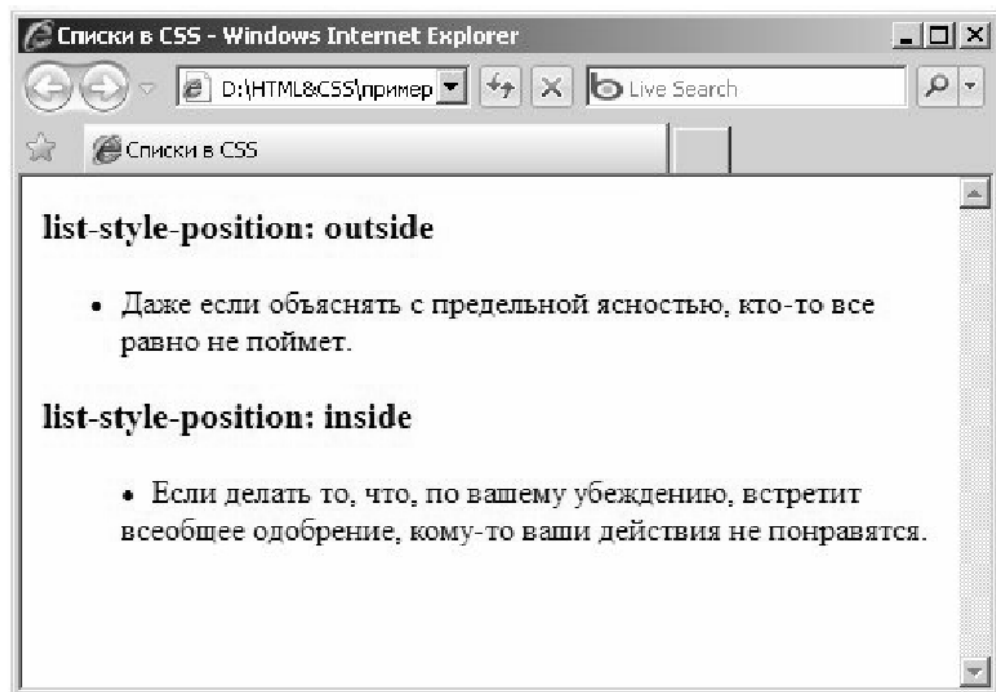 Списки в CSS - Windows Internet Explorer
D:\HTML&CSS\пример
Live Search
Списки в CSS
list-style-position: outside
• Даже если объяснять с предельной ясностью, кто-то все
равно не поймет.
list-style-position: inside
• Если делать то, что, по вашему убеждению, встретит
всеобщее одобрение, кому-то ваши действия не понравятся.